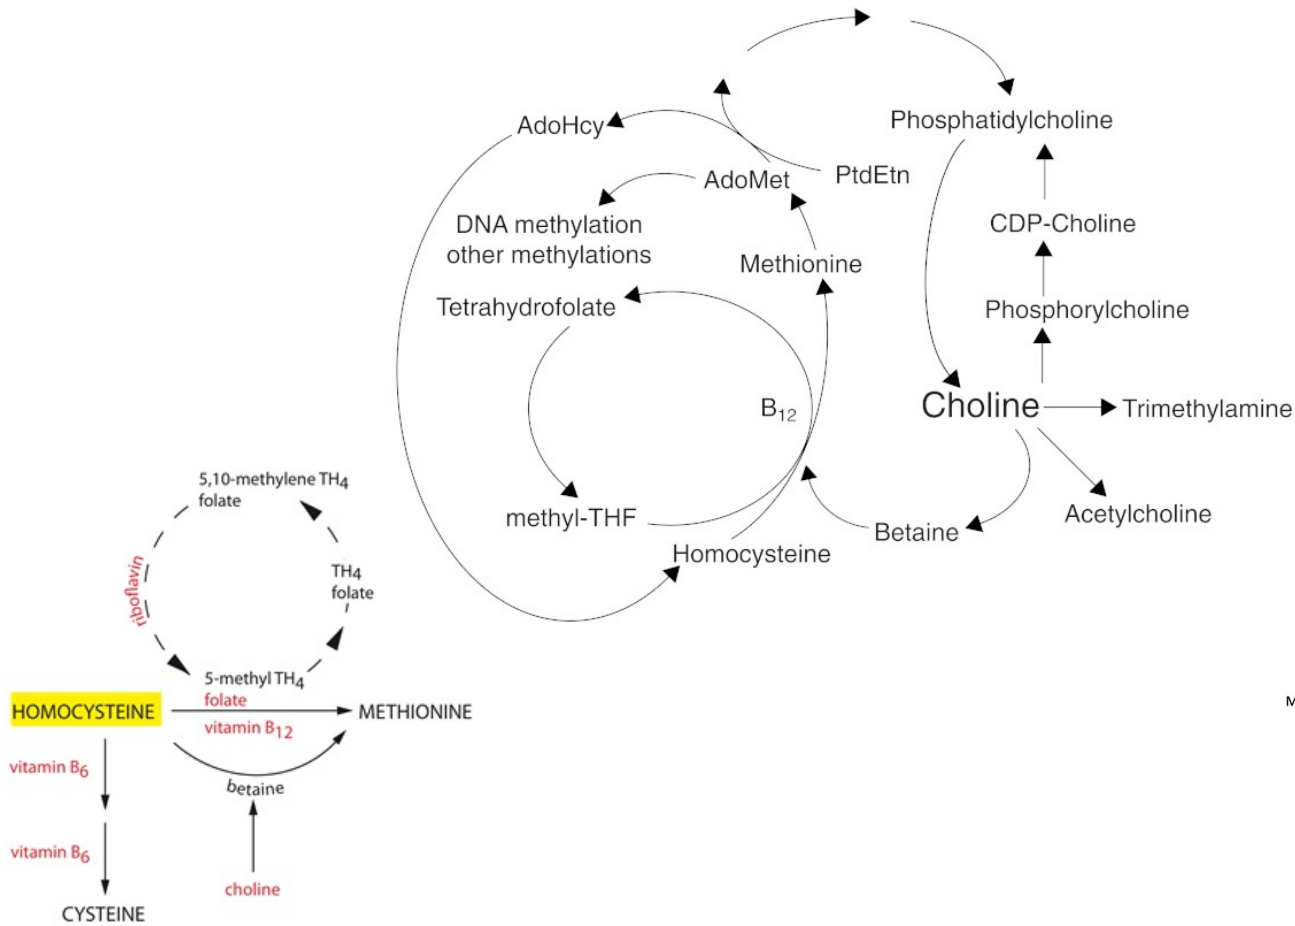 Phosphatidylcholine
AdoHcy
AdoMet
PtdEtn
DNA methylation
other methylations
CDP-Choline
Methionine
Tetrahydrofolate
Phosphorylcholine
B12
Choline
Trimethylamine
methyl-THF
Acetylcholine
Betaine
Homocysteine
5,10-methylene TH4
folate
riboflavin
TH4
folate
5-methyl TH4
folate
HOMOCYSTEINE
METHIONINE
vitamin B12
vitamin B6
betaine
vitamin B6
choline
CYSTEINE
M